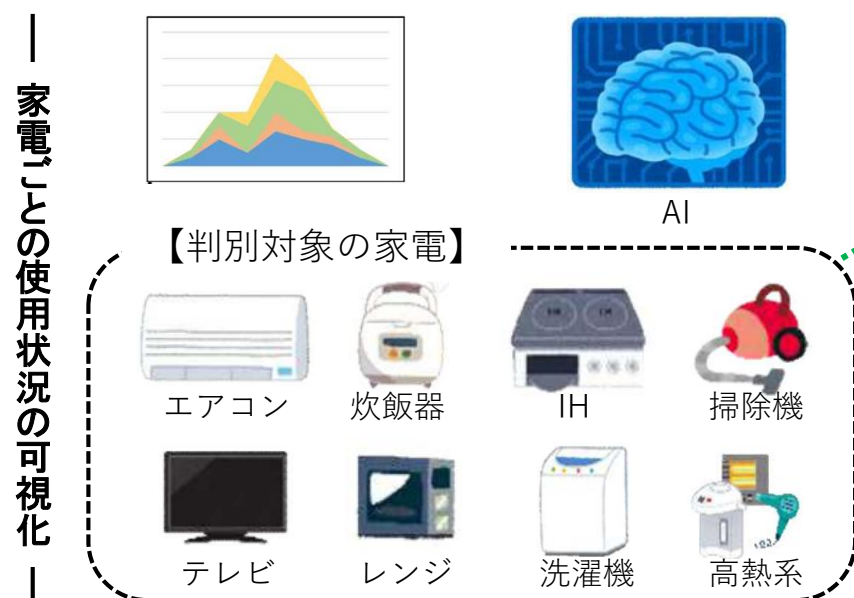 家電ごとの使用状況の可視化
AI
【判別対象の家電】
エアコン
炊飯器
IH
掃除機
テレビ
レンジ
洗濯機
高熱系